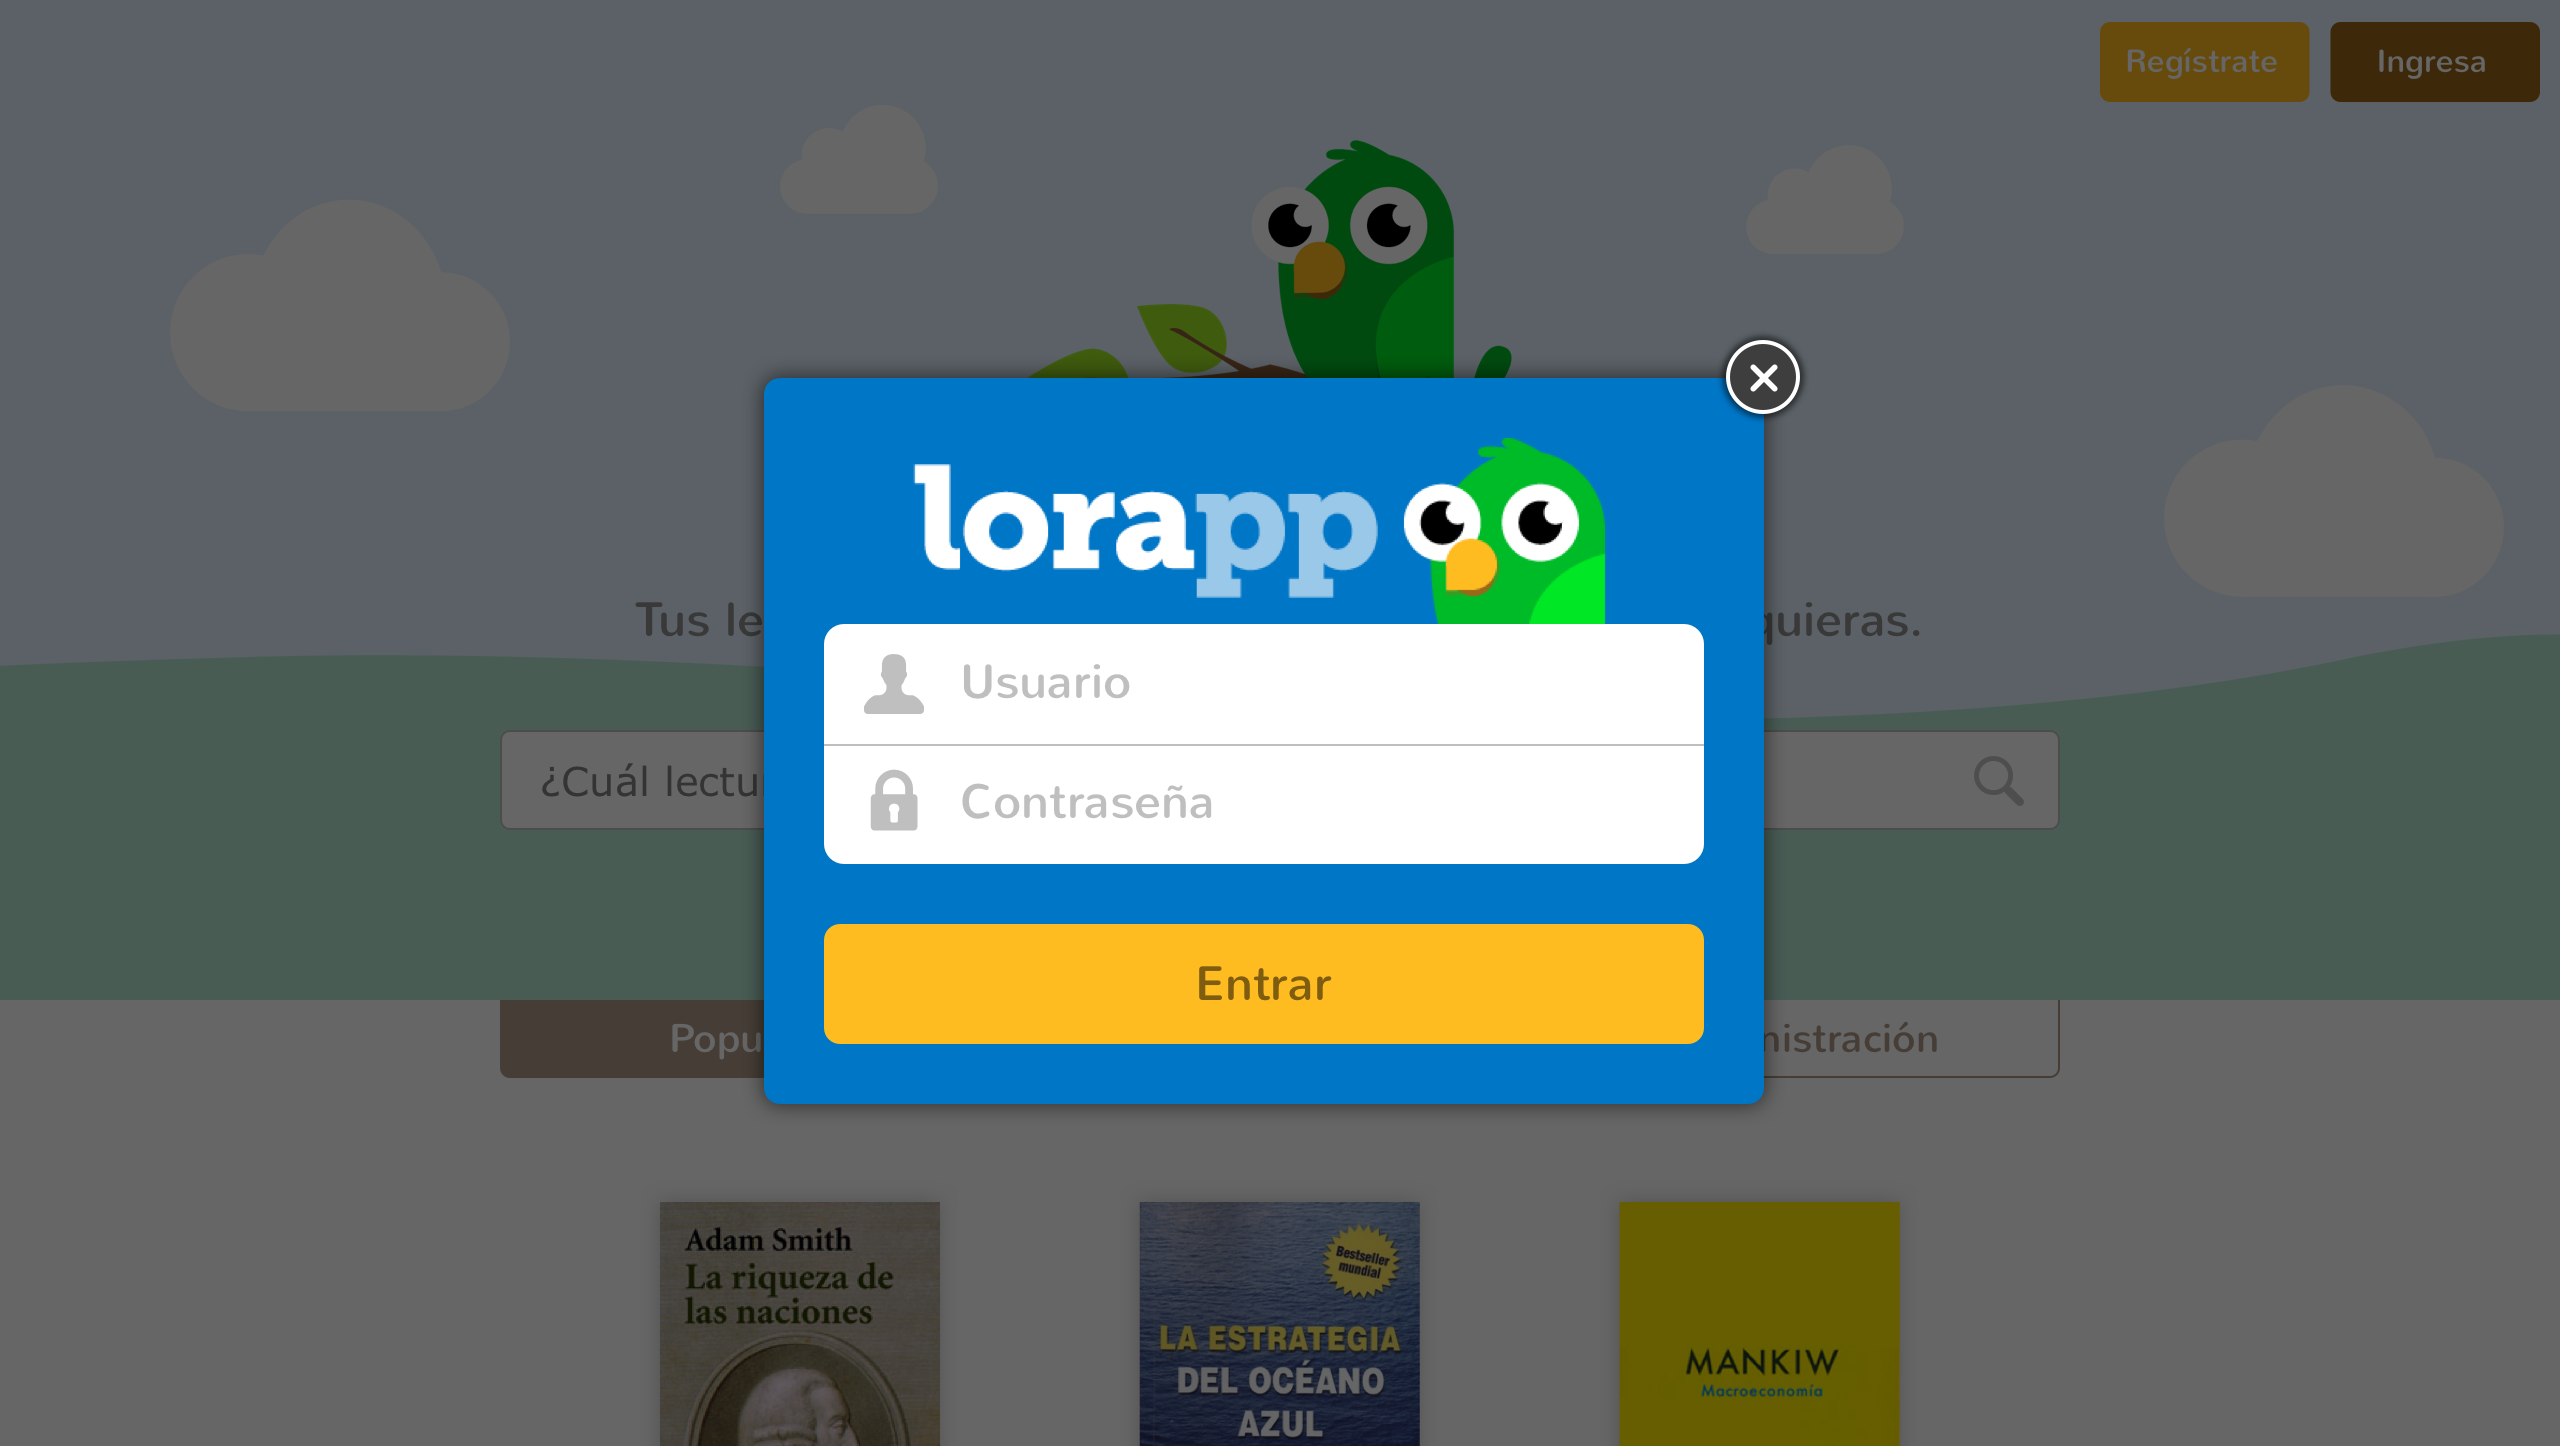 Regístrate
Ingresa
lorapp
Tus le
quieras.
Usuario
¿Cuál lectu
Contraseña
Entrar
Popu
nistración
Adam Smith
La riqueza de
las naciones
Bestseller
mundial
LA ESTRATEGIA
DEL OCÉANO
AZUL
MANKIW
Macroeconomía